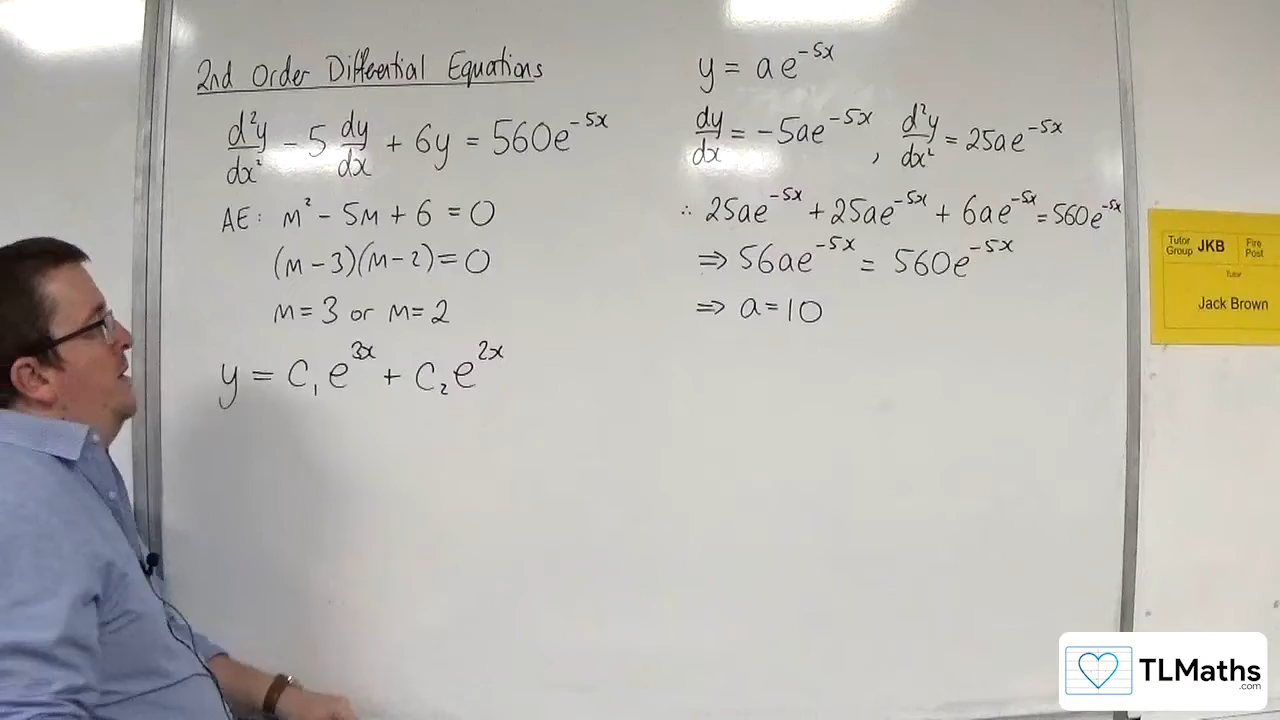 2nd Order Differential Equations
d²y/dx² - 5 dy/dx + 6y = 560e^-5x
AE: m² - 5m + 6 = 0
(m-3)(m-2)=0
m=3 or m=2
y = C₁e^3x + C₂e^2x
y = ae^-5x
dy/dx = -5ae^-5x, d²y/dx² = 25ae^-5x
∴ 25ae^-5x + 25ae^-5x + 6ae^-5x = 560e^-5x
⇒ 56ae^-5x = 560e^-5x
⇒ a=10
Tutor Group JKB Fire Post
Tutor
Jack Brown
TLMaths
.com